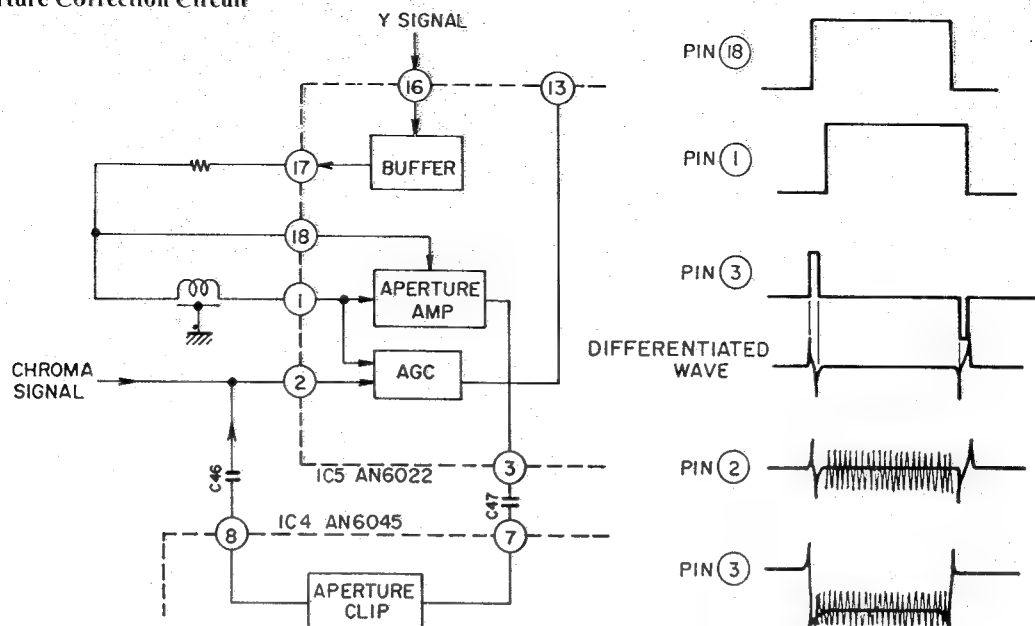 Correction Circuit
Y SIGNAL
16
13
17
BUFFER
18
1
APERTURE
AMP
CHROMA
SIGNAL
2
AGC
3
IC5 AN6022
C46
C47
IC4 AN6045
8
7
APERTURE
CLIP
PIN 18
PIN 1
PIN 3
DIFFERENTIATED
WAVE
PIN 2
PIN 3